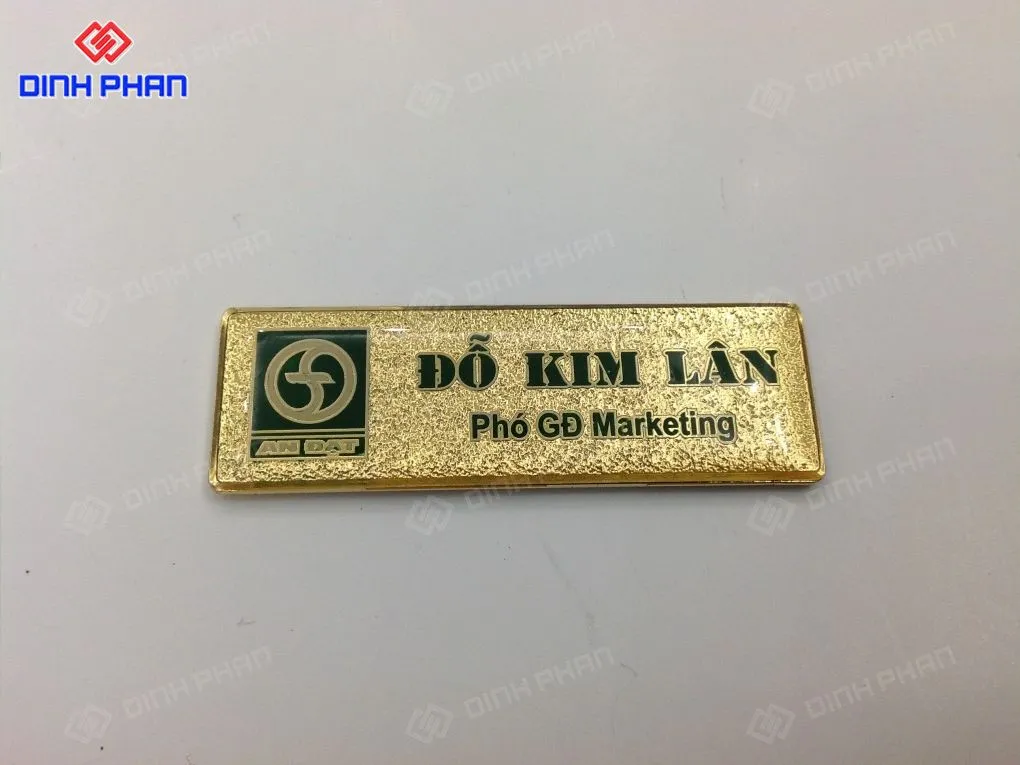 DINH PHAN
ĐỖ KIM LÂN
Phó GĐ Marketing
AN ĐẠT